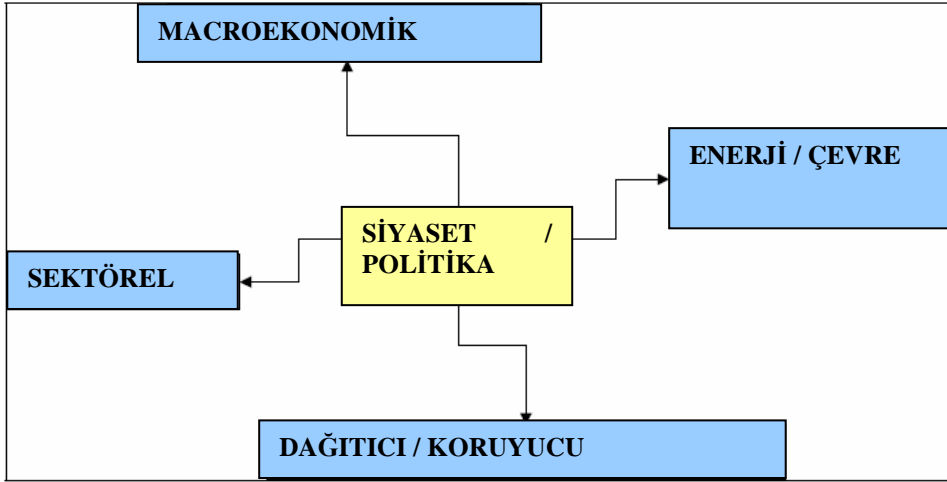 MACROEKONOMİK
ENERJİ / ÇEVRE
SİYASET /
POLİTİKA
SEKTÖREL
DAĞITICI / KORUYUCU